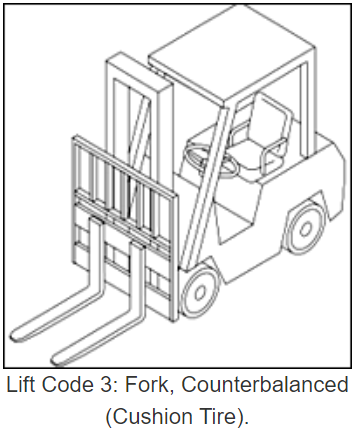 Lift Code 3: Fork, Counterbalanced
(Cushion Tire).